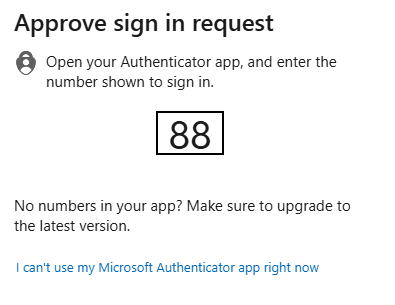 Approve sign in request
Open your Authenticator app, and enter the
number shown to sign in.
88
No numbers in your app? Make sure to upgrade to
the latest version.
I can't use my Microsoft Authenticator app right now